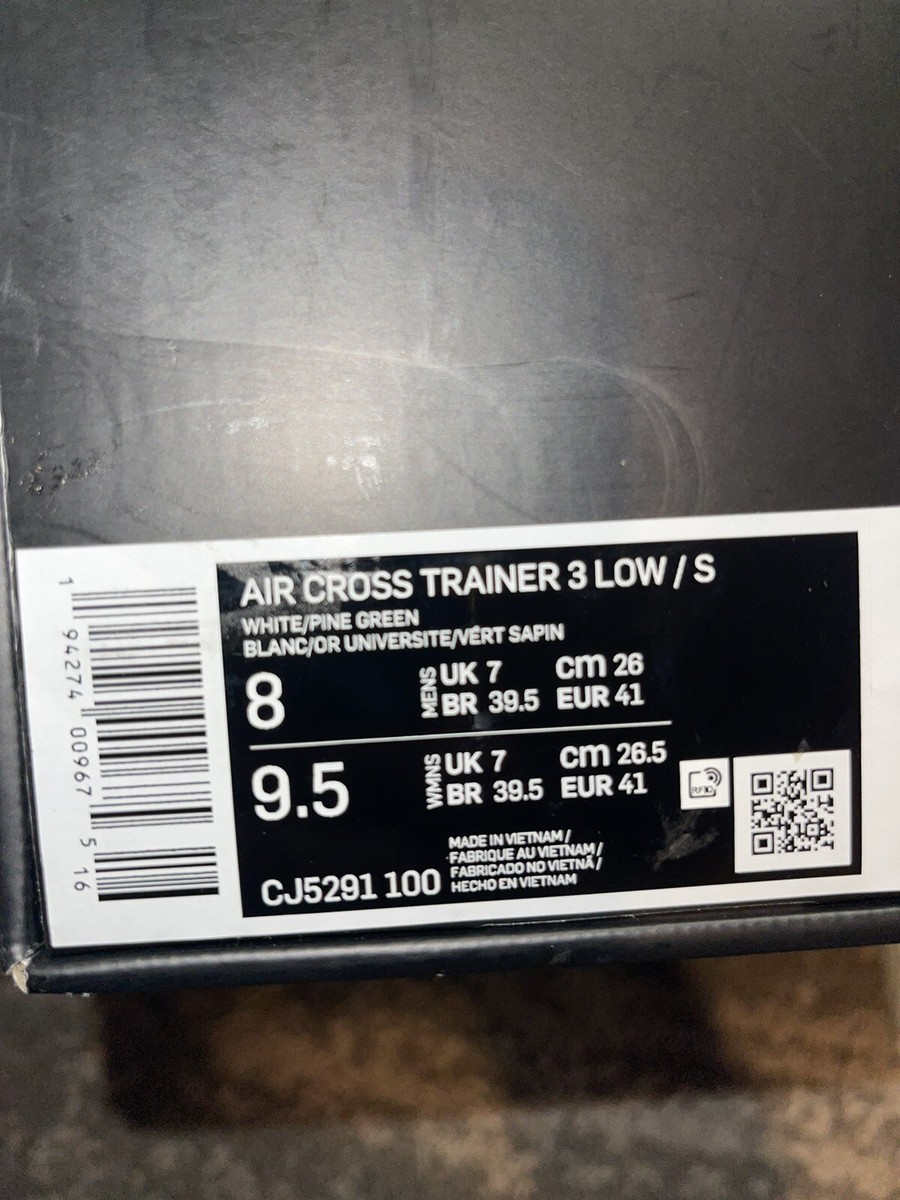 AIR CROSS TRAINER 3 LOW / S
WHITE/PINE GREEN
BLANC/OR UNIVERSITE/VÉRT SAPIN
8
MENS
UK 7 cm 26
BR 39.5 EUR 41
9.5
WMNS
UK 7 cm 26.5
BR 39.5 EUR 41
RFID
CJ5291 100
MADE IN VIETNAM /
FABRIQUE AU VIETNAM /
FABRICADO NO VIETNÃ /
HECHO EN VIETNAM
1 94274 00967 5 16